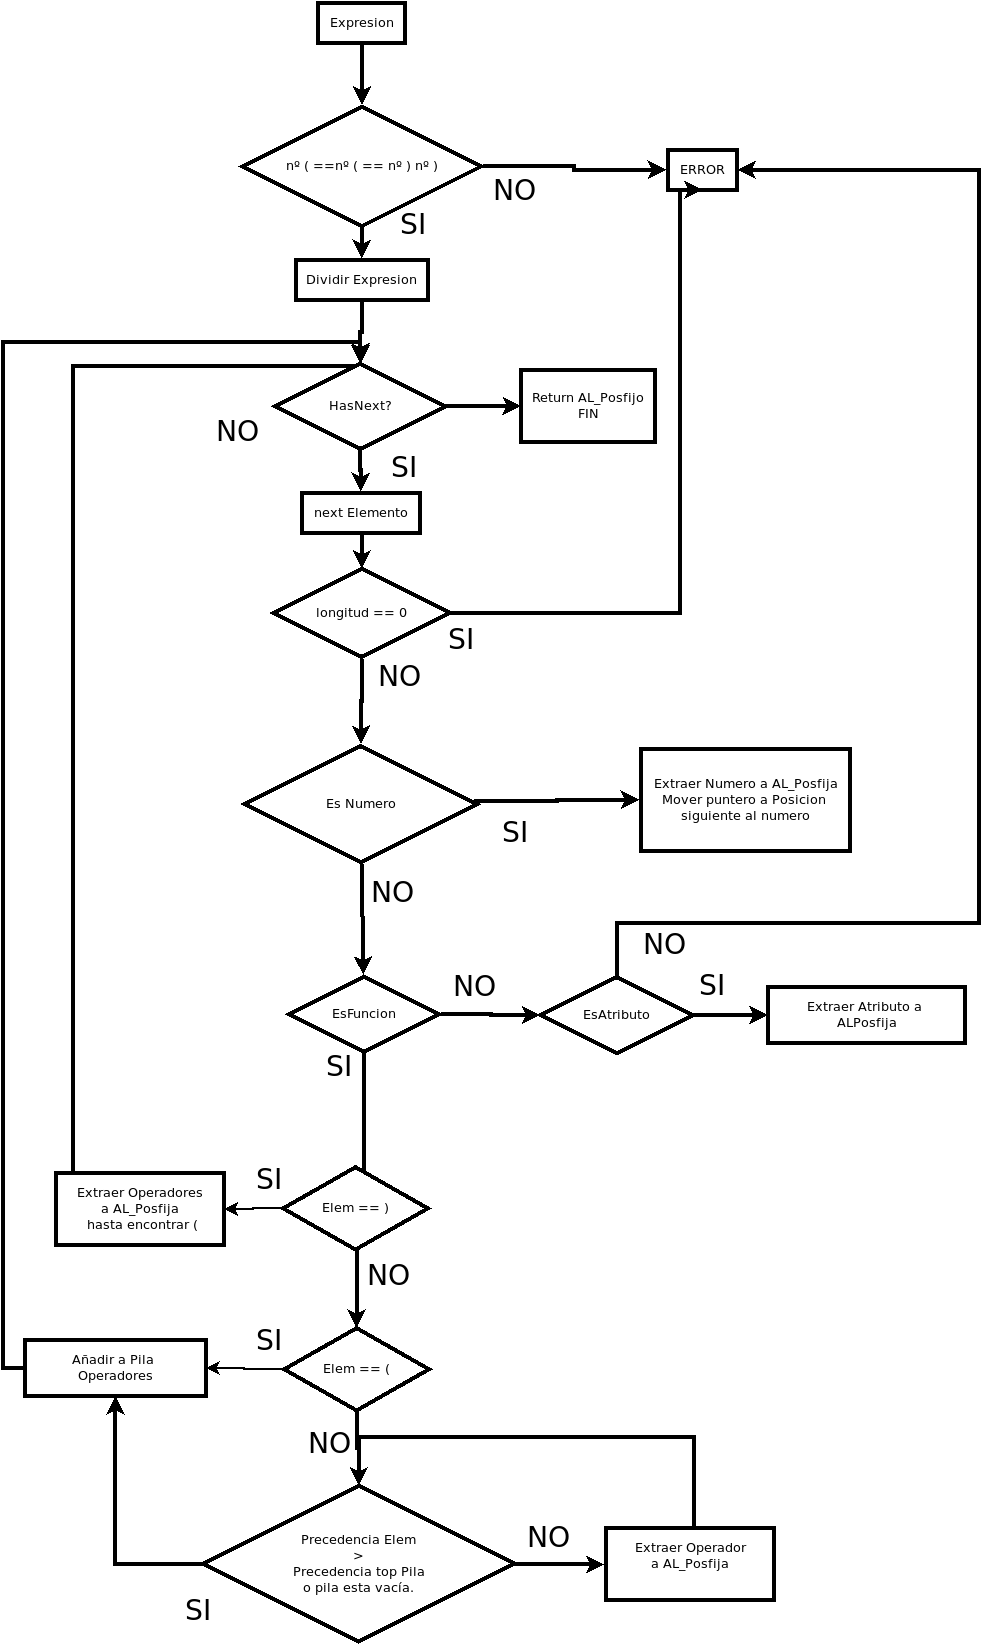 Expresion
nº ( ==nº ( == nº ) nº )
NO
ERROR
SI
Dividir Expresion
HasNext?
Return AL_Posfijo
FIN
NO
SI
next Elemento
longitud == 0
SI
NO
Es Numero
Extraer Numero a AL_Posfija
Mover puntero a Posicion
siguiente al numero
SI
NO
NO
EsFuncion
NO
EsAtributo
SI
Extraer Atributo a
ALPosfija
SI
SI
Extraer Operadores
a AL_Posfija
hasta encontrar (
Elem == )
NO
SI
Añadir a Pila
Operadores
Elem == (
NO
Precedencia Elem
>
Precedencia top Pila
o pila esta vacía.
NO
Extraer Operador
a AL_Posfija
SI